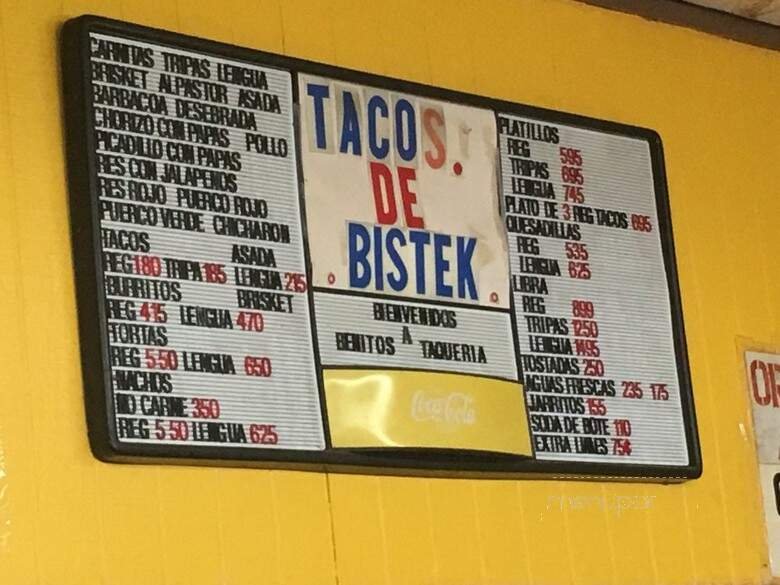 CARNITAS TRIPAS LENGUA
BRISKET ALPASTOR ASADA
BARBACOA DESEBRADA
CHORIZO CON PAPAS POLLO
PICADILLO CON PAPAS
RES CON JALAPENOS
RES ROJO PUERCO ROJO
PUERCO VERDE CHICHARON
TACOS ASADA
REG 180 TRIPA 185 LENGUA 215
BURRITOS BRISKET
REG 415 LENGUA 470
TORTAS
REG 5 50 LENGUA 650
NACHOS
NO CARNE 350
REG 5 50 LENGUA 625
TACOS.
DE
BISTEK.
BIENVENIDOS
A
BENITOS TAQUERIA
Coca-Cola
PLATILLOS
REG 595
TRIPAS 695
LENGUA 745
PLATO DE 3 REG TACOS 695
QUESADILLAS
REG 535
LENGUA 625
LIBRA
REG 899
TRIPAS 1250
LENGUA 1495
TOSTADAS 250
AGUAS FRESCAS 235 175
JARRITOS 155
SODA DE BOTE 110
EXTRA LIMES 75¢
menupix